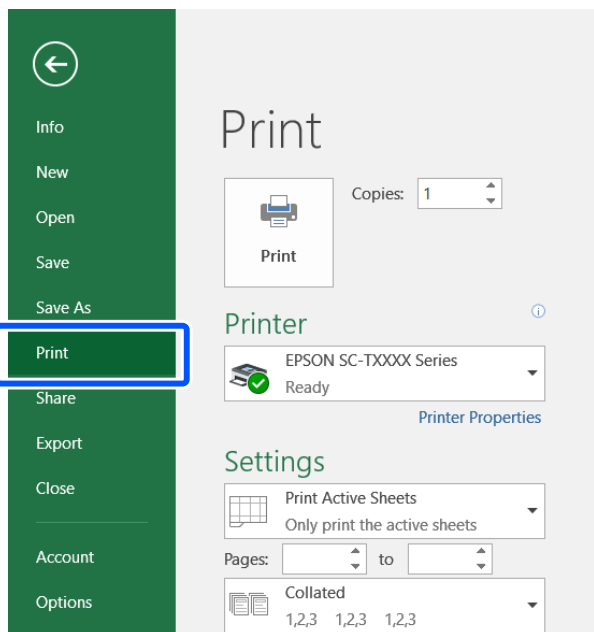 Info
New
Open
Save
Save As
Print
Share
Export
Close
Account
Options
Print
Copies: 1
Print
Printer
EPSON SC-TXXXX Series
Ready
Printer Properties
Settings
Print Active Sheets
Only print the active sheets
Pages: to
Collated
1,2,3 1,2,3 1,2,3